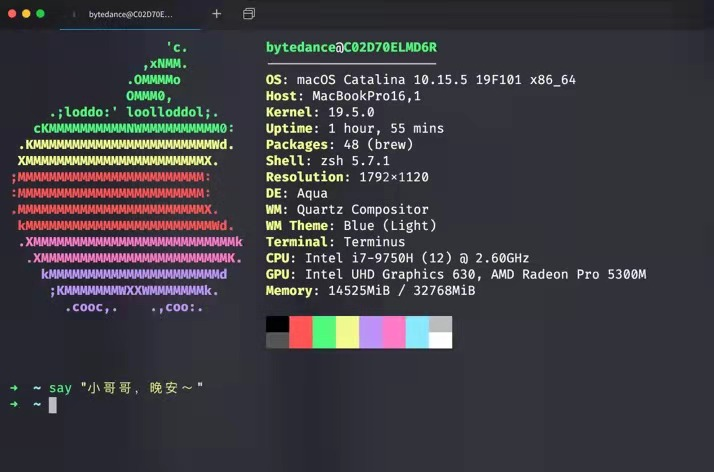 bytedance@C02D70E...
'c.
,xNMM.
.OMMMMo
OMMM0,
.;loddo:' loolloddol;.
cKMMMMMMMMMMNWMMMMMMMMMM0:
.KMMMMMMMMMMMMMMMMMMMMMMMWd.
XMMMMMMMMMMMMMMMMMMMMMMMX.
;MMMMMMMMMMMMMMMMMMMMMMMM:
:MMMMMMMMMMMMMMMMMMMMMMMM:
.MMMMMMMMMMMMMMMMMMMMMMMMX.
kMMMMMMMMMMMMMMMMMMMMMMMMWd.
.XMMMMMMMMMMMMMMMMMMMMMMMMMMk
.XMMMMMMMMMMMMMMMMMMMMMMMMK.
kMMMMMMMMMMMMMMMMMMMMMMd
;KMMMMMMMWXXWMMMMMMMk.
.cooc,.    .,coo:.
bytedance@C02D70ELMD6R
OS: macOS Catalina 10.15.5 19F101 x86_64
Host: MacBookPro16,1
Kernel: 19.5.0
Uptime: 1 hour, 55 mins
Packages: 48 (brew)
Shell: zsh 5.7.1
Resolution: 1792×1120
DE: Aqua
WM: Quartz Compositor
WM Theme: Blue (Light)
Terminal: Terminus
CPU: Intel i7-9750H (12) @ 2.60GHz
GPU: Intel UHD Graphics 630, AMD Radeon Pro 5300M
Memory: 14525MiB / 32768MiB
➜ ~ say "小哥哥，晚安～"
➜ ~